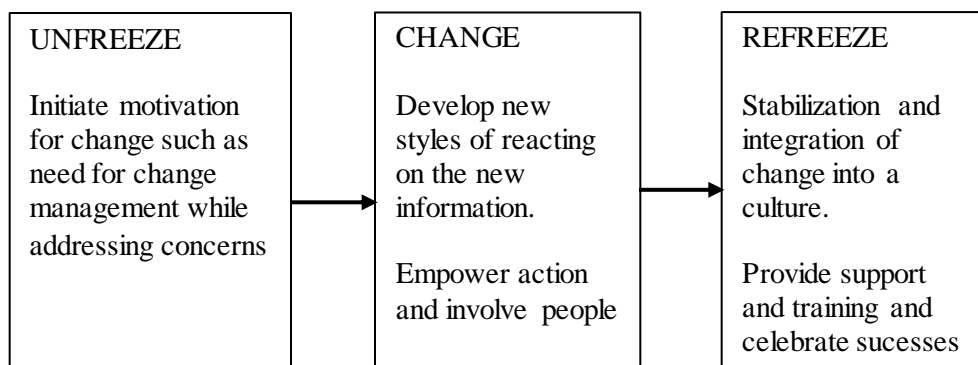 UNFREEZE
Initiate motivation
for change such as
need for change
management while
addressing concerns
CHANGE
Develop new
styles of reacting
on the new
information.
Empower action
and involve people
REFREEZE
Stabilization and
integration of
change into a
culture.
Provide support
and training and
celebrate sucesses